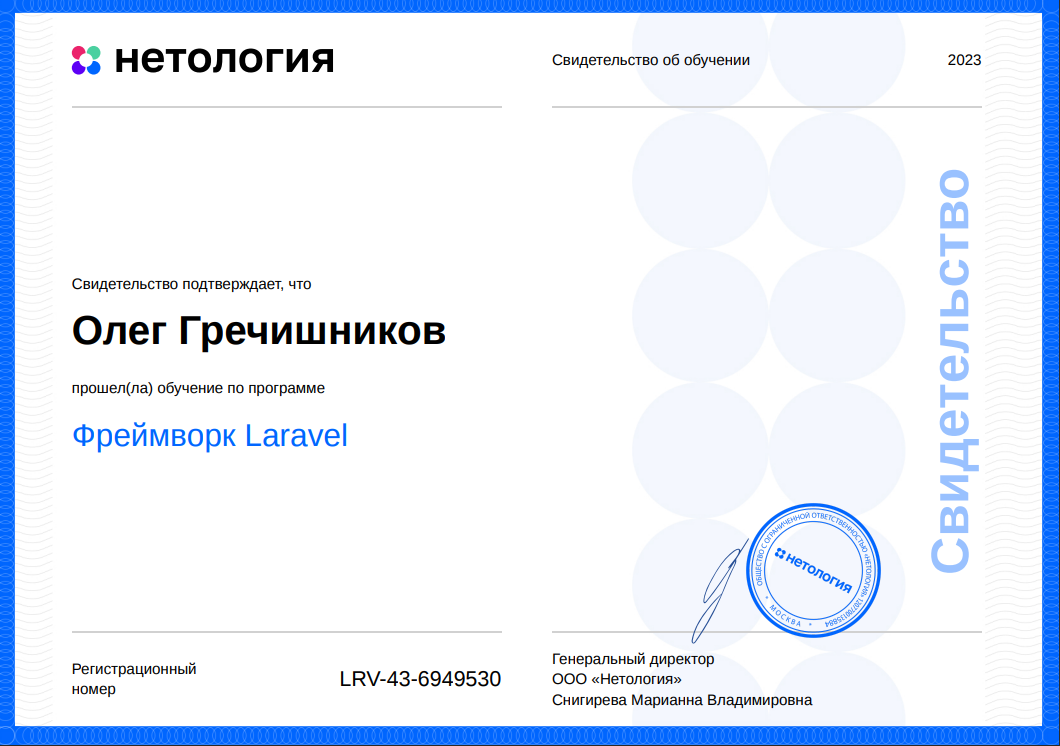 нетология
Свидетельство об обучении
2023
Свидетельство подтверждает, что
Олег Гречишников
прошел(ла) обучение по программе
Фреймворк Laravel
Свидетельство
ОБЩЕСТВО С ОГРАНИЧЕННОЙ ОТВЕТСТВЕННОСТЬЮ «НЕТОЛОГИЯ»
* МОСКВА *
нетология
Регистрационный
номер
LRV-43-6949530
Генеральный директор
ООО «Нетология»
Снигирева Марианна Владимировна